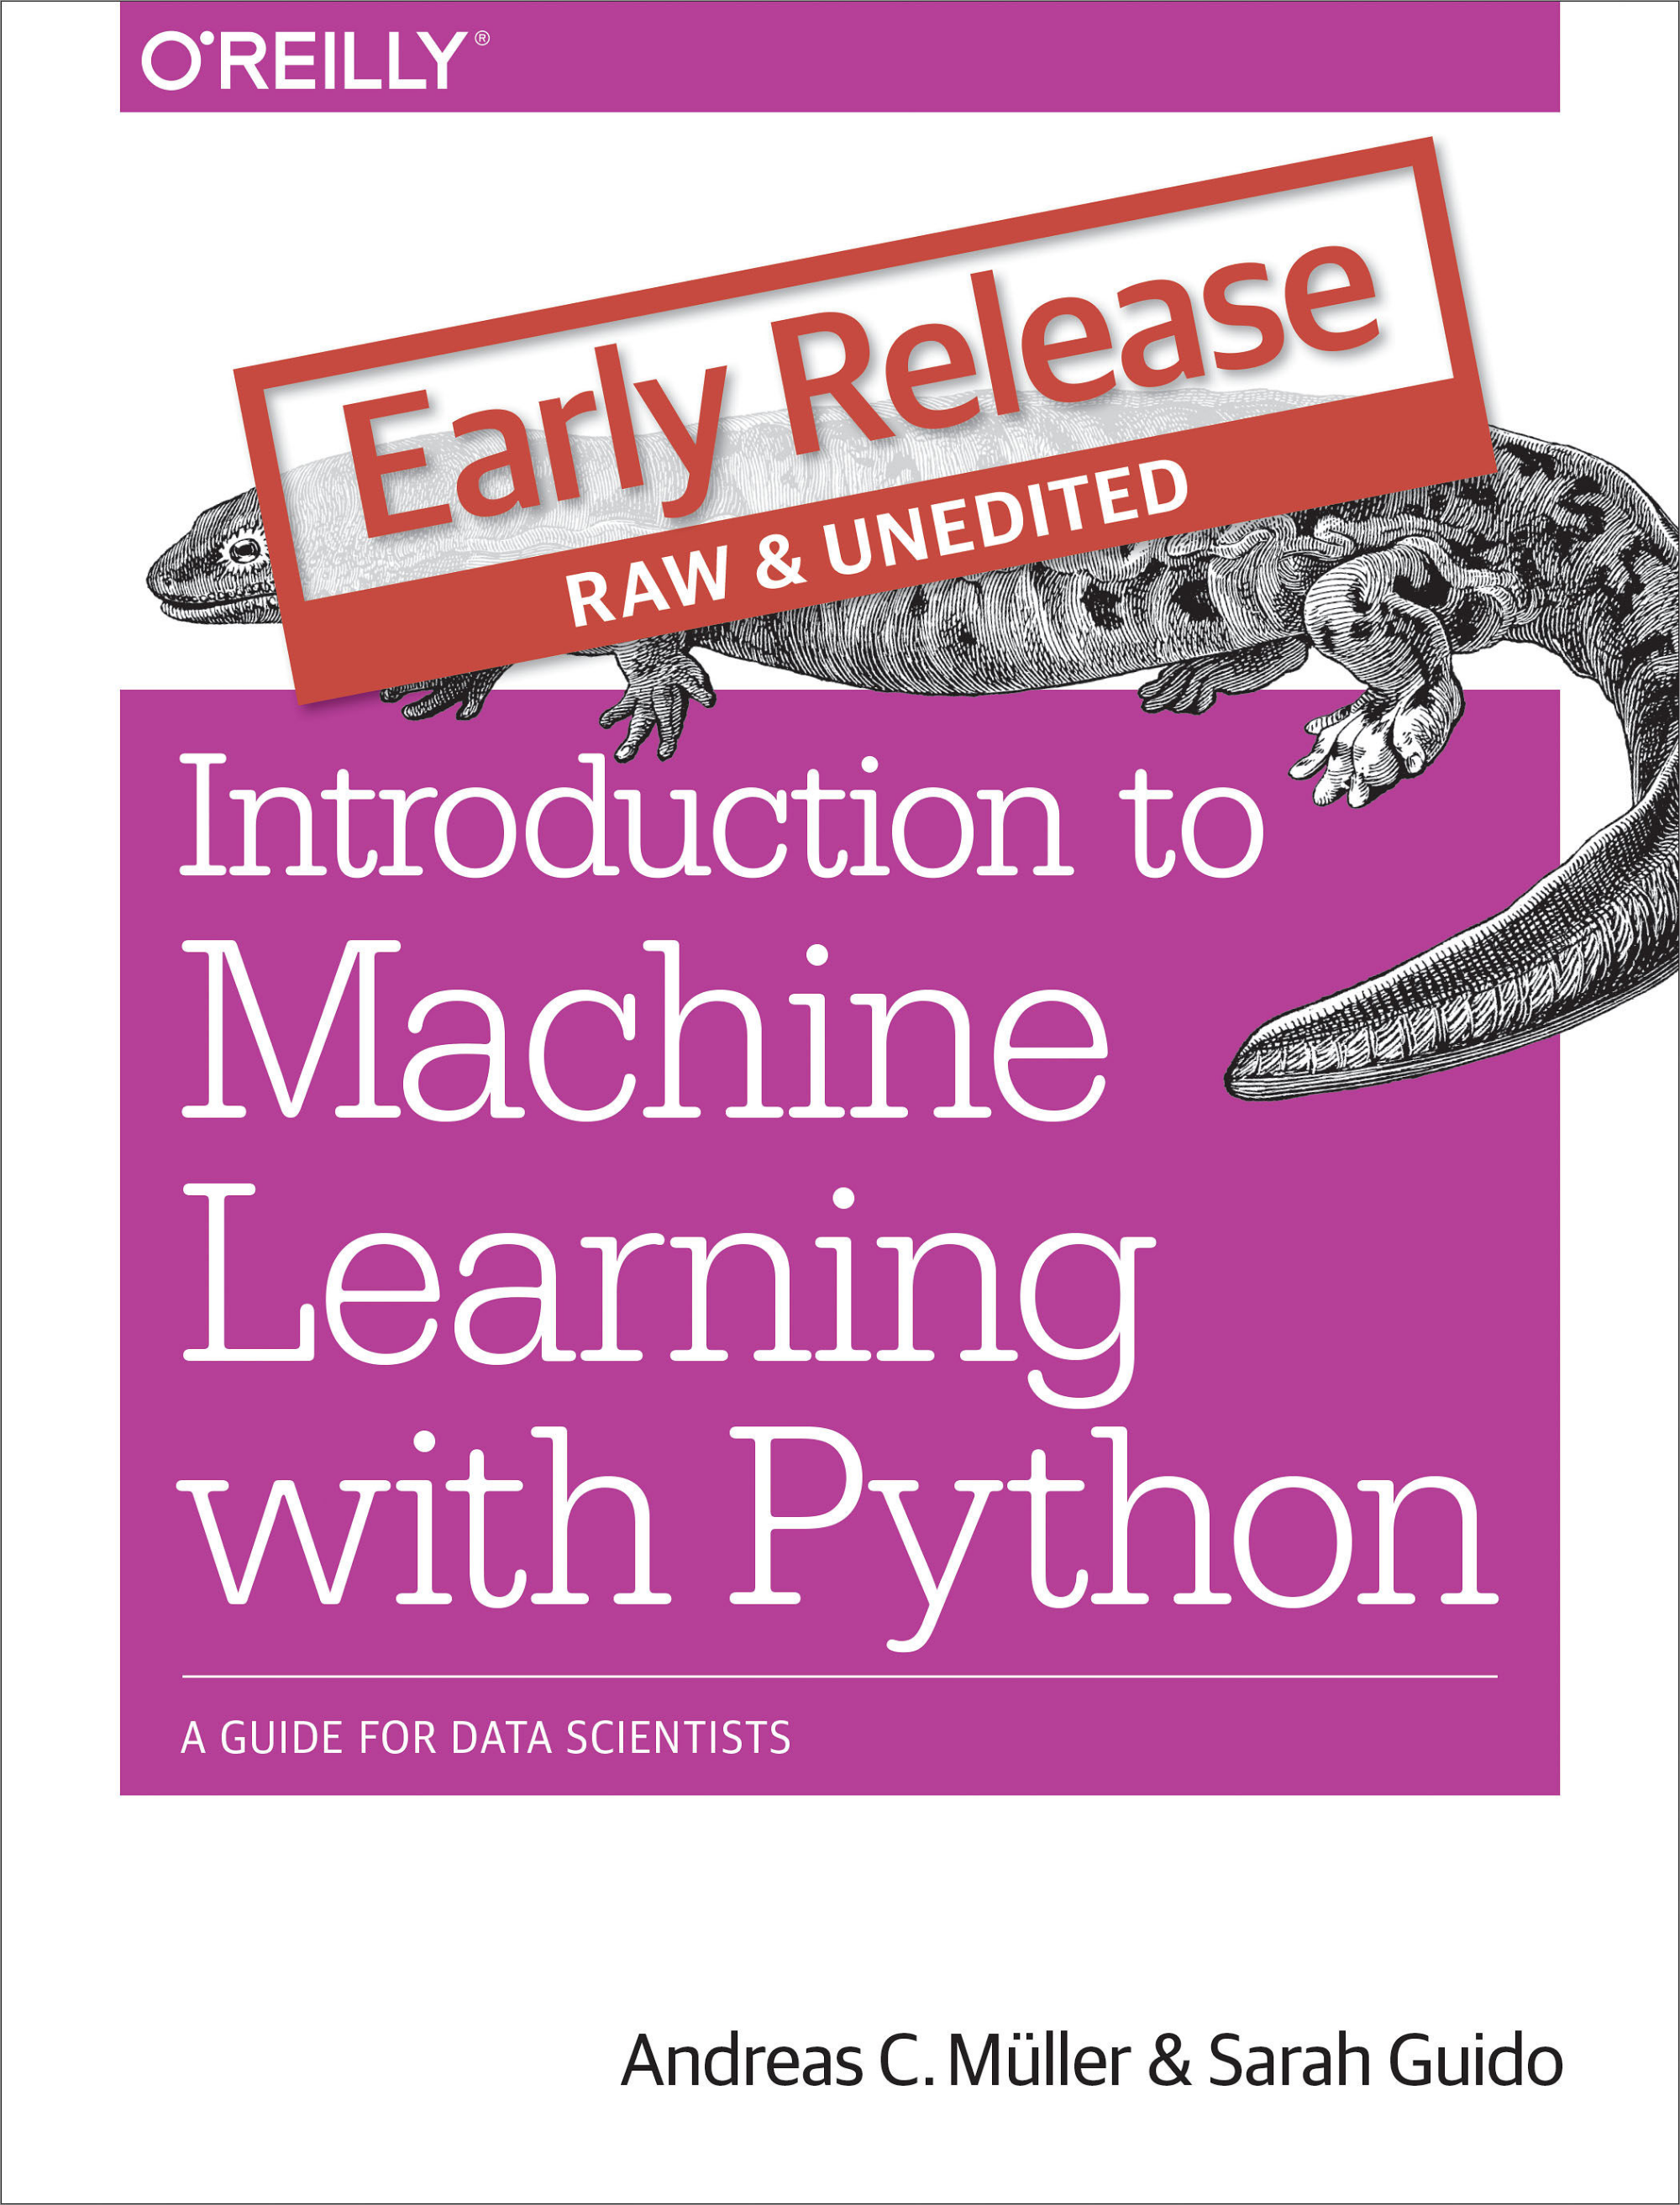 O'REILLY®
Early Release
RAW & UNEDITED
Introduction to
Machine
Learning
with Python
A GUIDE FOR DATA SCIENTISTS
Andreas C. Müller & Sarah Guido